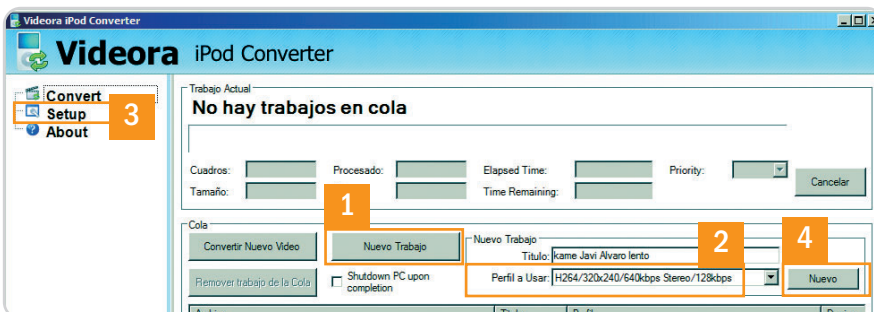 Videora iPod Converter
Videora iPod Converter
Convert
Setup
About
3
Trabajo Actual
No hay trabajos en cola
Cuadros:
Procesado:
Elapsed Time:
Priority:
Tamaño:
Time Remaining:
Cancelar
1
Cola
Convertir Nuevo Video
Nuevo Trabajo
Remover trabajo de la Cola
Shutdown PC upon
completion
Nuevo Trabajo
Titulo: kame Javi Alvaro lento
2
Perfil a Usar: H264/320x240/640kbps Stereo/128kbps
4
Nuevo